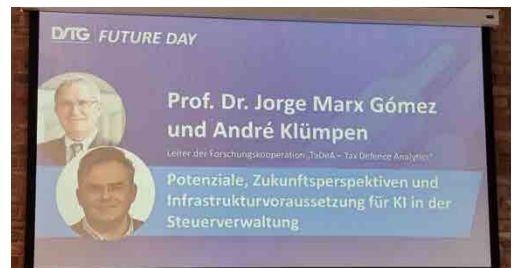 DSTG FUTURE DAY
Prof. Dr. Jorge Marx Gómez
und André Klümpen
Leiter der Forschungskooperation „TaDeA – Tax Defence Analytics"
Potenziale, Zukunftsperspektiven und
Infrastrukturvoraussetzung für KI in der
Steuerverwaltung